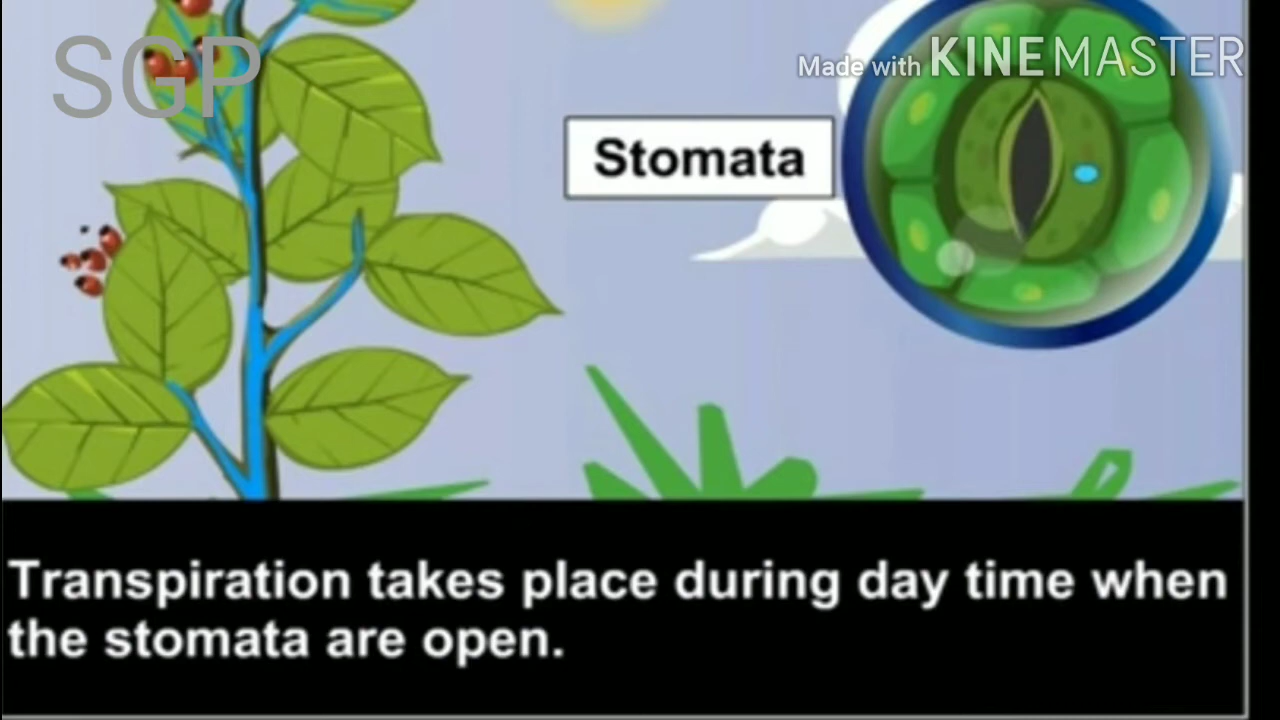 SGP
Made with KINEMASTER
Stomata
Transpiration takes place during day time when
the stomata are open.